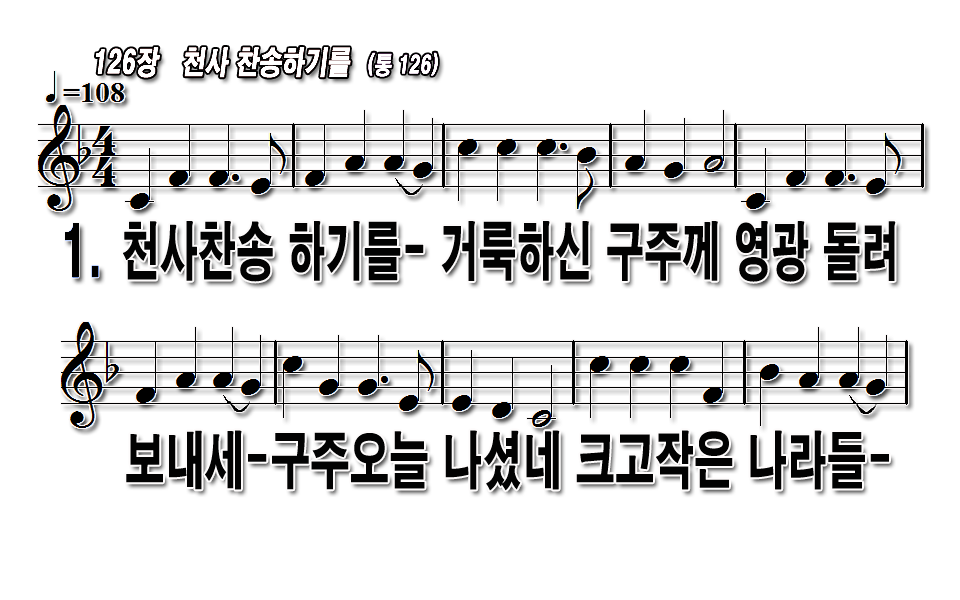 126장 천사 찬송하기를 (통 126)
♩=108
4/4
1. 천사찬송 하기를- 거룩하신 구주께 영광 돌려
보내세-구주오늘 나셨네 크고작은 나라들-